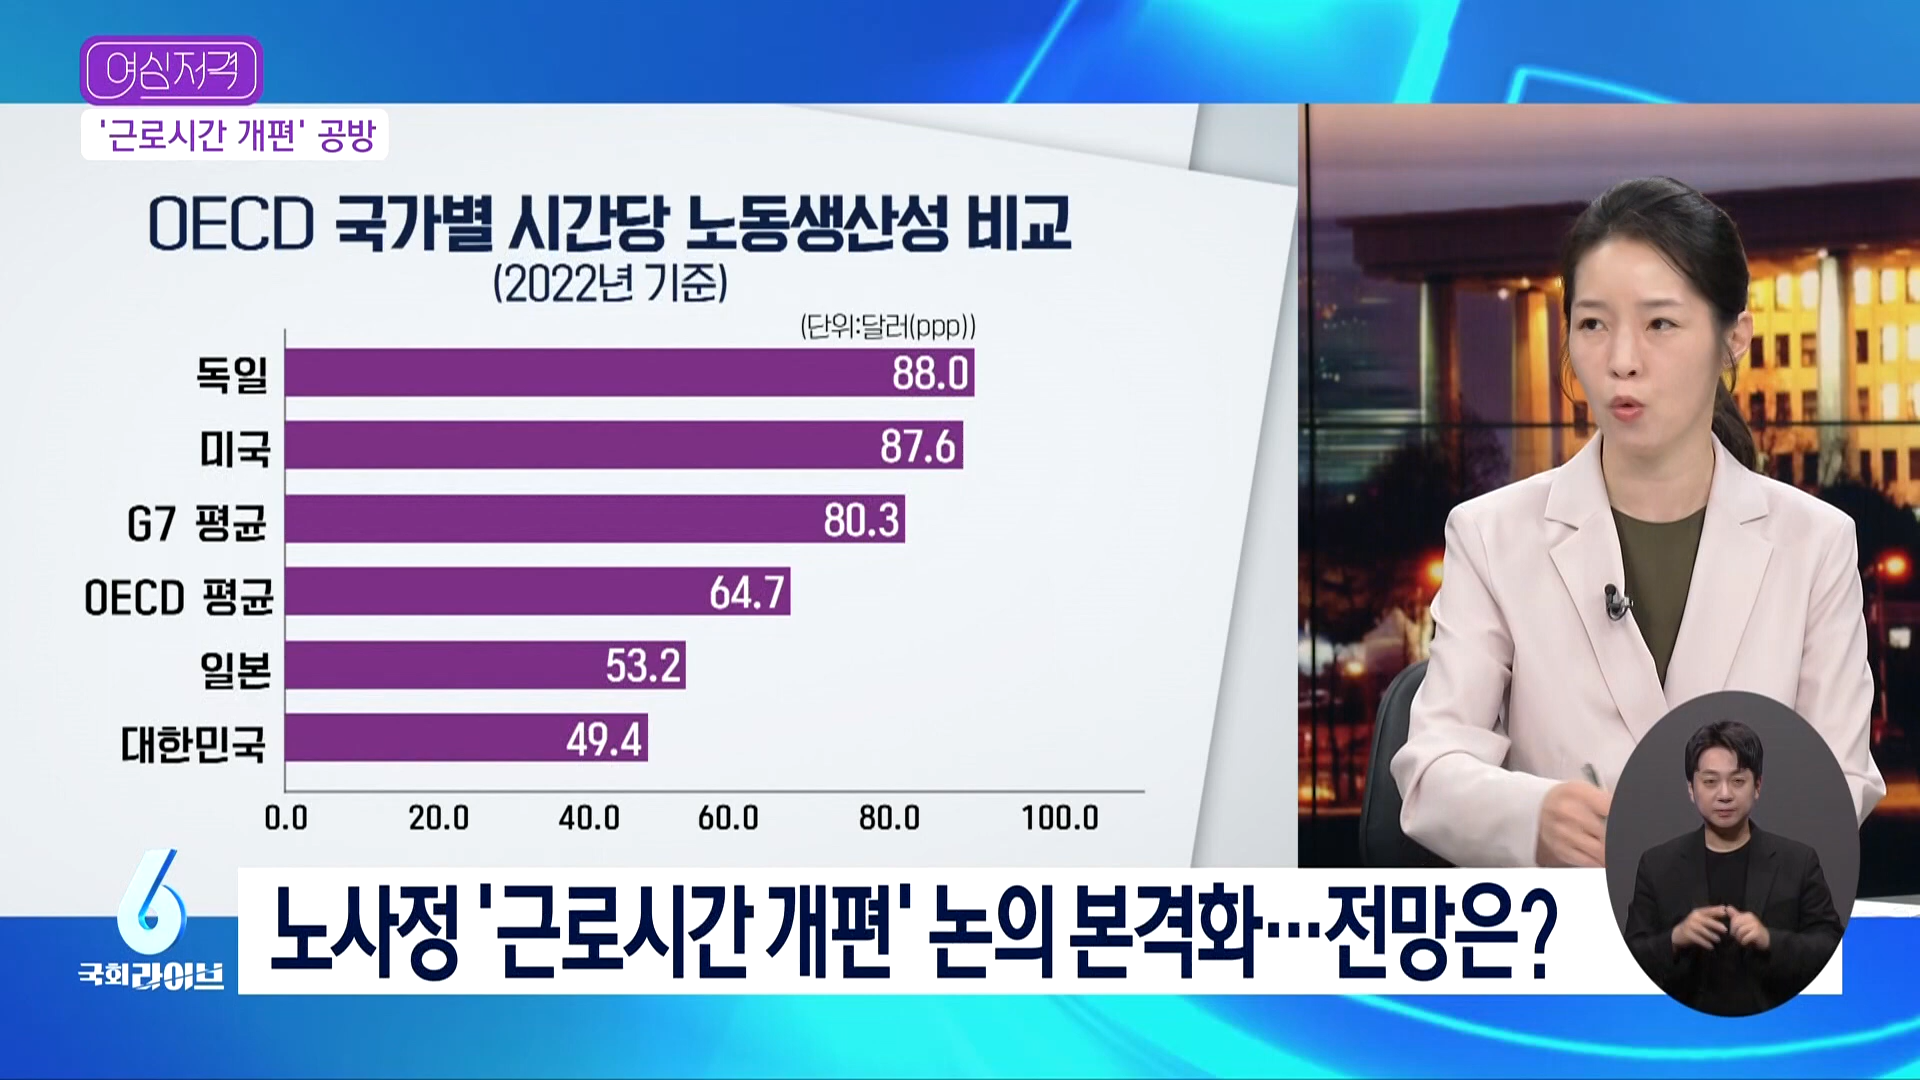 여심저격
'근로시간 개편' 공방
OECD 국가별 시간당 노동생산성 비교
(2022년 기준)
(단위:달러(ppp))
독일 88.0
미국 87.6
G7 평균 80.3
OECD 평균 64.7
일본 53.2
대한민국 49.4
0.0 20.0 40.0 60.0 80.0 100.0
6
국회라이브
노사정 '근로시간 개편' 논의 본격화…전망은?